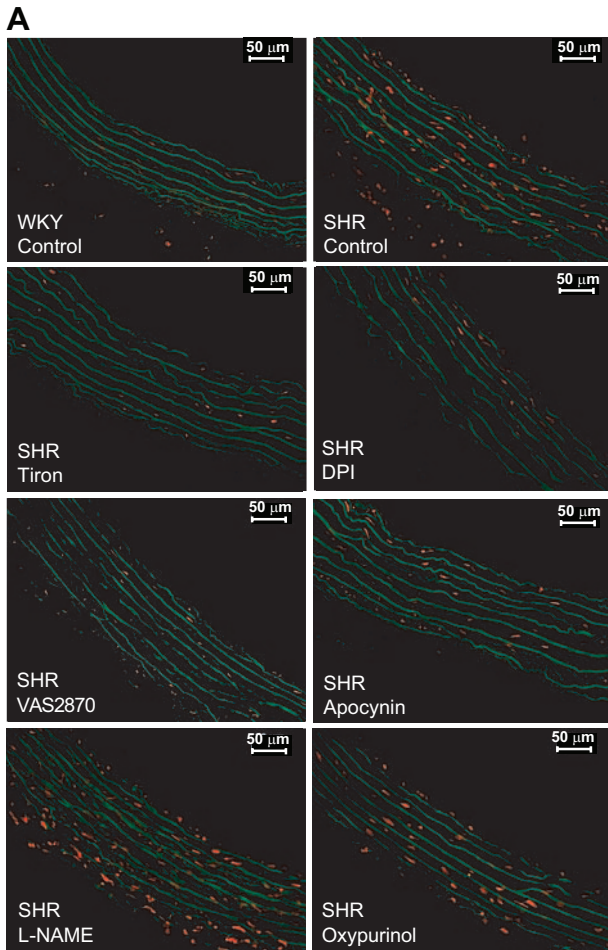 A
50 µm
WKY
Control
50 µm
SHR
Control
50 µm
SHR
Tiron
50 µm
SHR
DPI
50 µm
SHR
VAS2870
50 µm
SHR
Apocynin
50 µm
SHR
L-NAME
50 µm
SHR
Oxypurinol